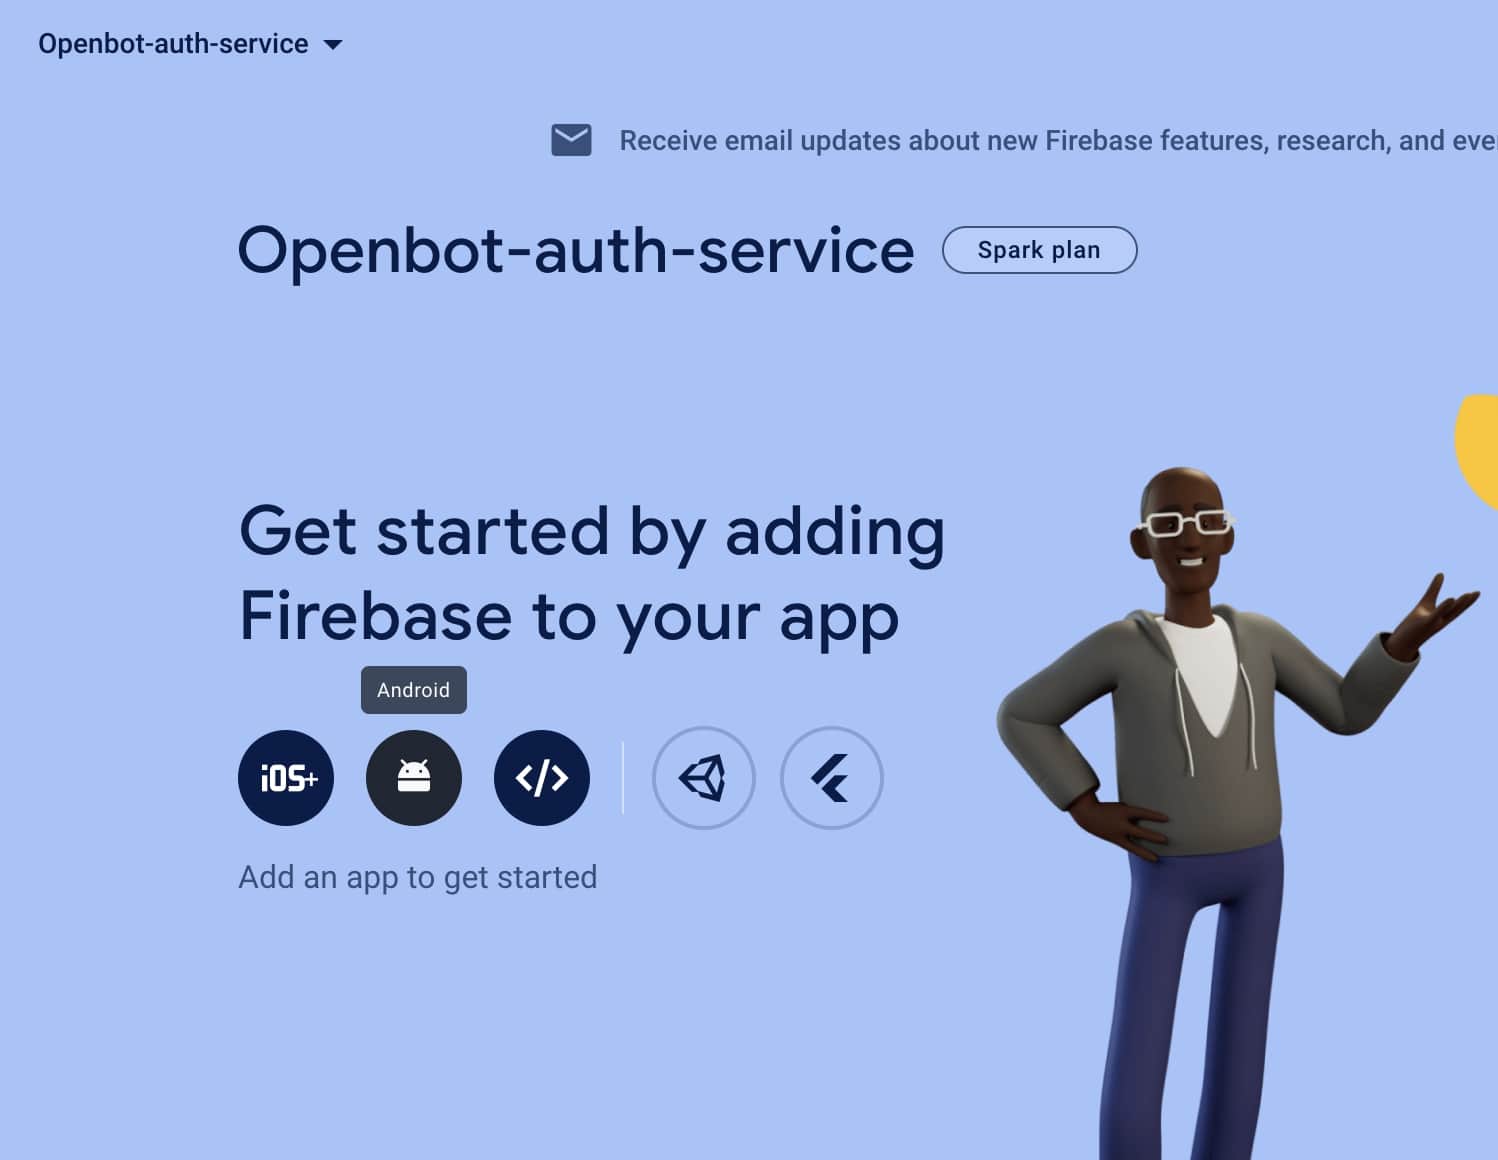 Openbot-auth-service
Receive email updates about new Firebase features, research, and eve
Openbot-auth-service
Spark plan
Get started by adding
Firebase to your app
Android
iOS+
</>
Add an app to get started